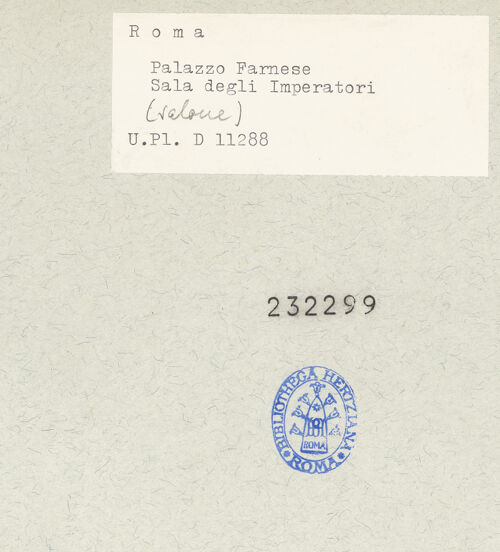 R o m a
Palazzo Farnese
Sala degli Imperatori
(salone)
U.Pl. D 11288
232299
BIBLIOTHECA HERTZIANA
ROMA
ROMA